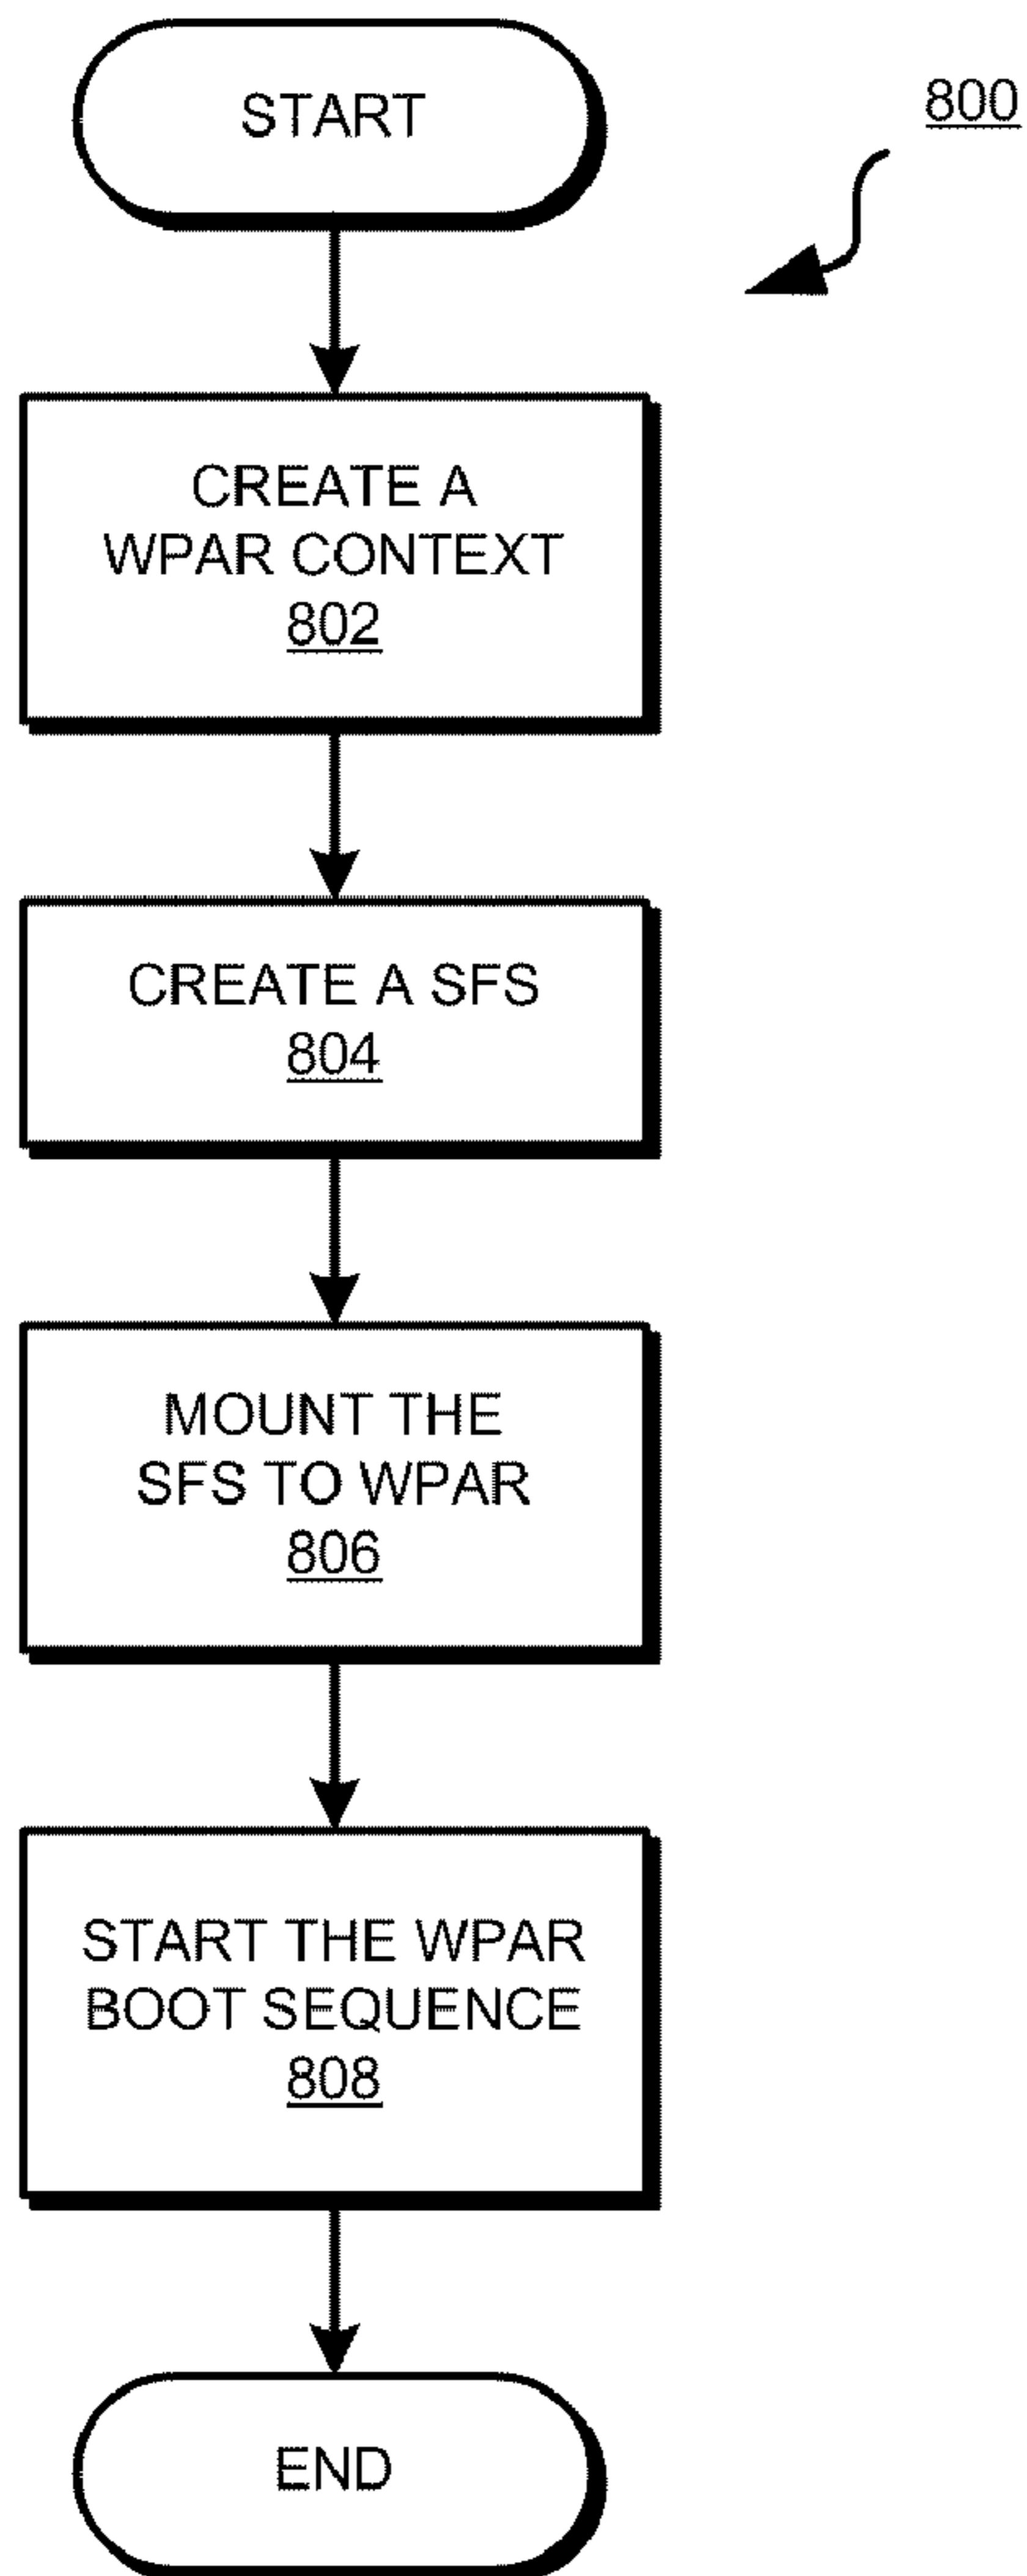 START
800
CREATE A
WPAR CONTEXT
802
CREATE A SFS
804
MOUNT THE
SFS TO WPAR
806
START THE WPAR
BOOT SEQUENCE
808
END